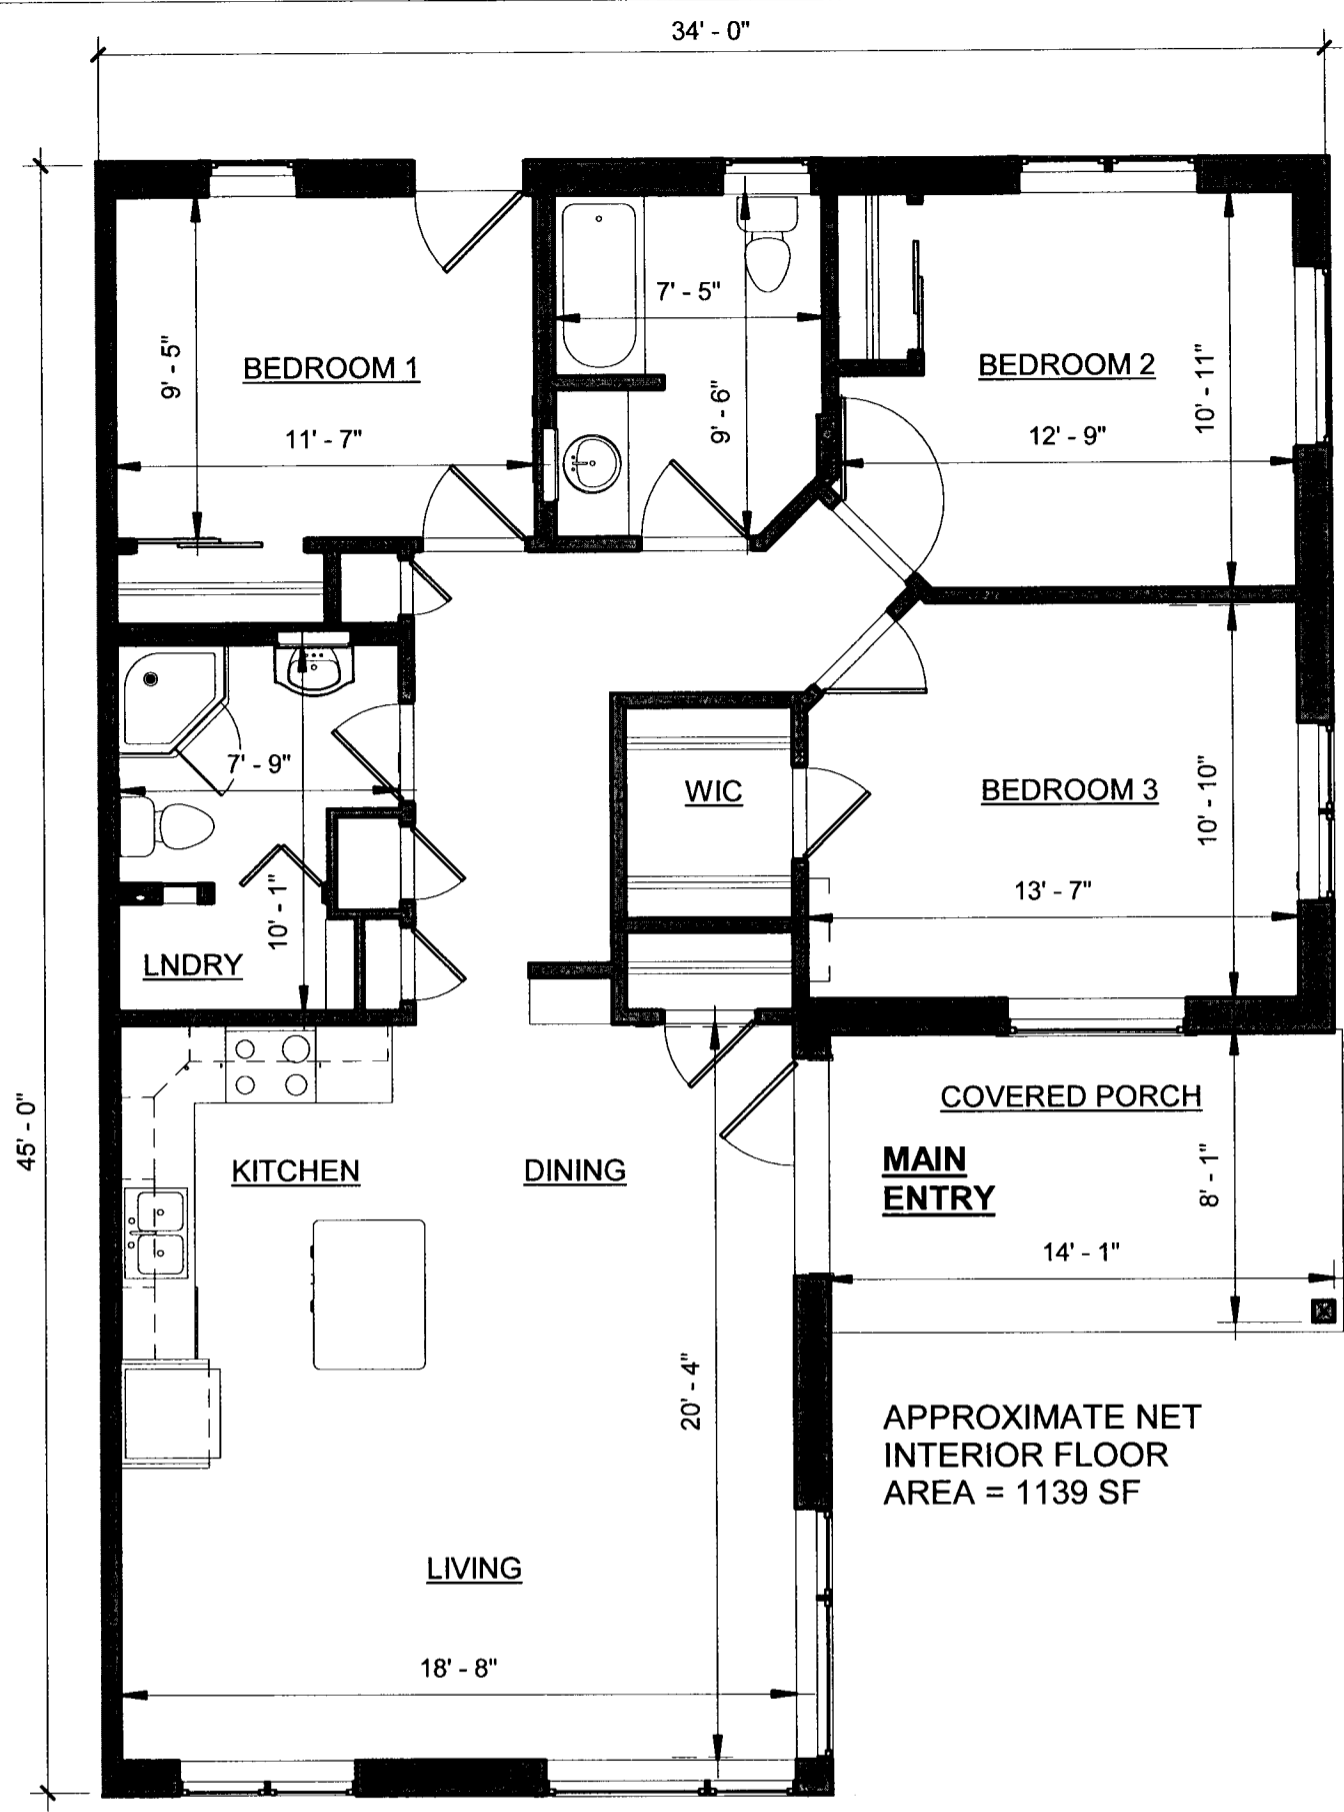 34' - 0"
7' - 5"
9' - 5"
BEDROOM 1
BEDROOM 2
10' - 11"
9' - 6"
11' - 7"
12' - 9"
7' - 9"
WIC
BEDROOM 3
10' - 10"
13' - 7"
10' - 1"
LNDRY
COVERED PORCH
45' - 0"
KITCHEN
DINING
MAIN
ENTRY
8' - 1"
14' - 1"
20' - 4"
APPROXIMATE NET
INTERIOR FLOOR
AREA = 1139 SF
LIVING
18' - 8"